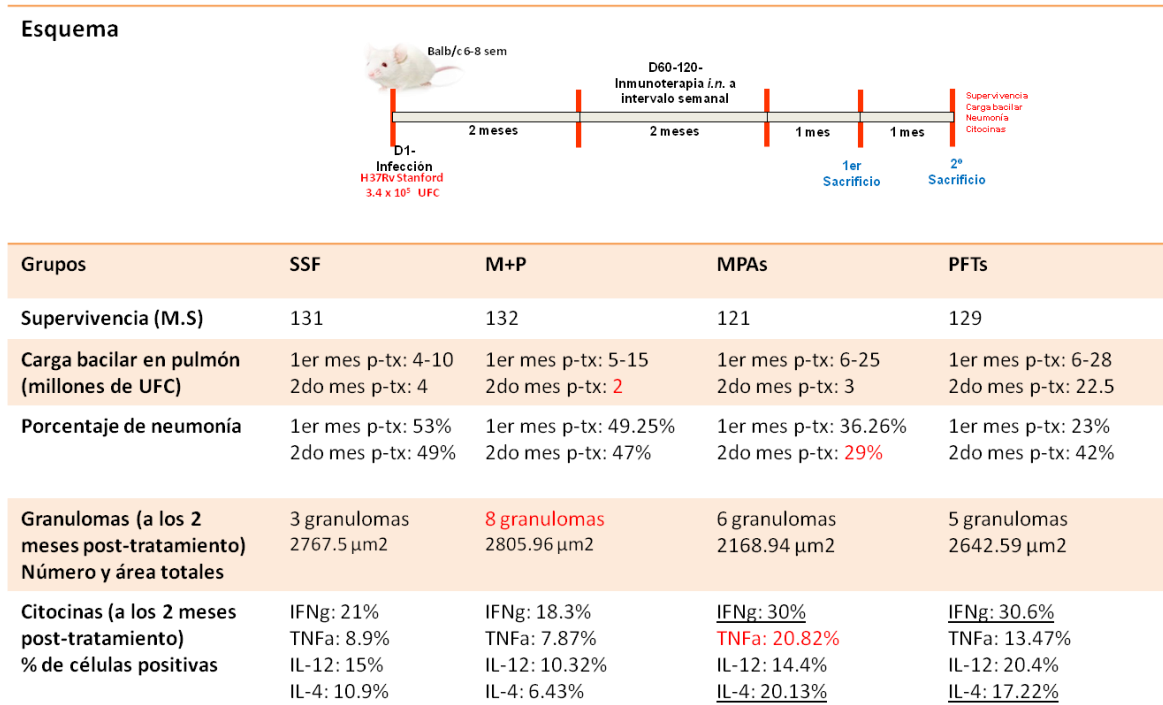 Esquema
Balb/c 6-8 sem
D60-120-
Inmunoterapia i.n. a
intervalo semanal
2 meses
2 meses
1 mes
1 mes
Supervivencia
Carga bacilar
Neumonía
Citocinas
D1-
Infección
H37Rv Stanford
3.4 x 10⁵ UFC
1er
Sacrificio
2°
Sacrificio
Grupos SSF M+P MPAs PFTs
Supervivencia (M.S) 131 132 121 129
Carga bacilar en pulmón 1er mes p-tx: 4-10 1er mes p-tx: 5-15 1er mes p-tx: 6-25 1er mes p-tx: 6-28
(millones de UFC) 2do mes p-tx: 4 2do mes p-tx: 2 2do mes p-tx: 3 2do mes p-tx: 22.5
Porcentaje de neumonía 1er mes p-tx: 53% 1er mes p-tx: 49.25% 1er mes p-tx: 36.26% 1er mes p-tx: 23%
2do mes p-tx: 49% 2do mes p-tx: 47% 2do mes p-tx: 29% 2do mes p-tx: 42%
Granulomas (a los 2 3 granulomas 8 granulomas 6 granulomas 5 granulomas
meses post-tratamiento) 2767.5 µm2 2805.96 µm2 2168.94 µm2 2642.59 µm2
Número y área totales
Citocinas (a los 2 meses IFNg: 21% IFNg: 18.3% IFNg: 30% IFNg: 30.6%
post-tratamiento) TNFa: 8.9% TNFa: 7.87% TNFa: 20.82% TNFa: 13.47%
% de células positivas IL-12: 15% IL-12: 10.32% IL-12: 14.4% IL-12: 20.4%
IL-4: 10.9% IL-4: 6.43% IL-4: 20.13% IL-4: 17.22%